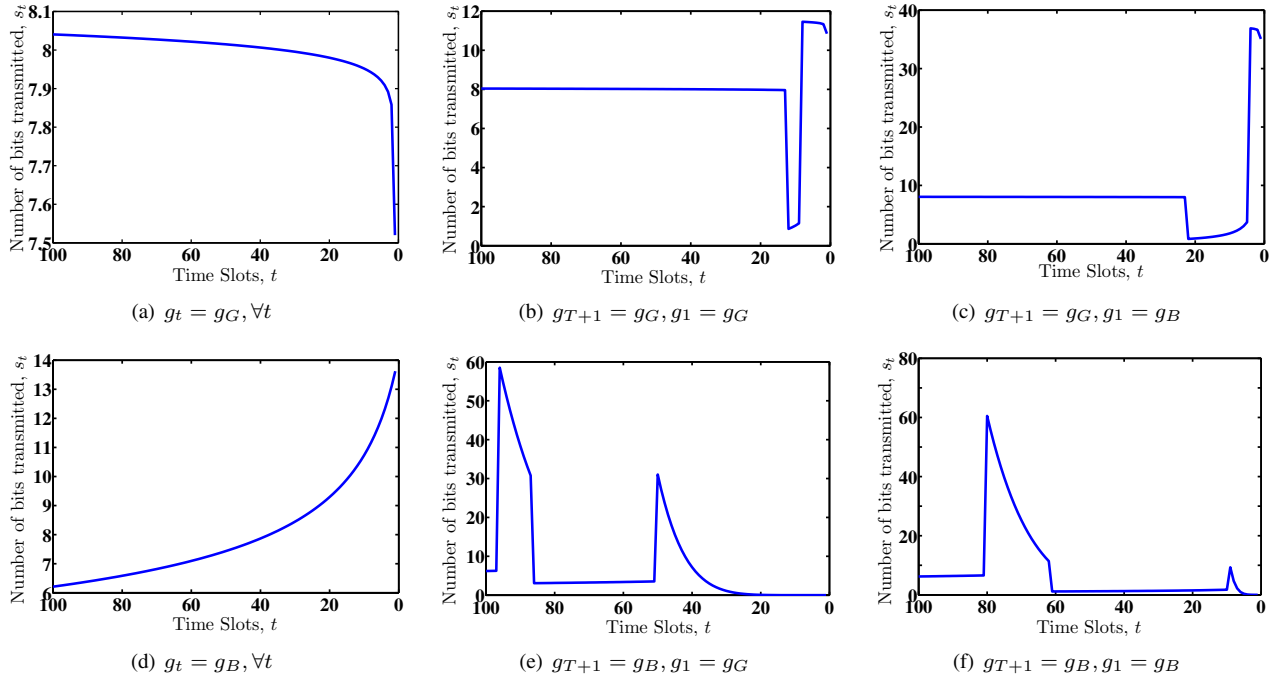 Number of bits transmitted, s_t
8.1
8
7.9
7.8
7.7
7.6
7.5
100 80 60 40 20 0
Time Slots, t
(a) g_t = g_G, ∀t
Number of bits transmitted, s_t
12
10
8
6
4
2
0
100 80 60 40 20 0
Time Slots, t
(b) g_{T+1} = g_G, g_1 = g_G
Number of bits transmitted, s_t
40
30
20
10
0
100 80 60 40 20 0
Time Slots, t
(c) g_{T+1} = g_G, g_1 = g_B
Number of bits transmitted, s_t
14
13
12
11
10
9
8
7
6
100 80 60 40 20 0
Time Slots, t
(d) g_t = g_B, ∀t
Number of bits transmitted, s_t
60
50
40
30
20
10
0
100 80 60 40 20 0
Time Slots, t
(e) g_{T+1} = g_B, g_1 = g_G
Number of bits transmitted, s_t
80
60
40
20
10
0
100 80 60 40 20 0
Time Slots, t
(f) g_{T+1} = g_B, g_1 = g_B